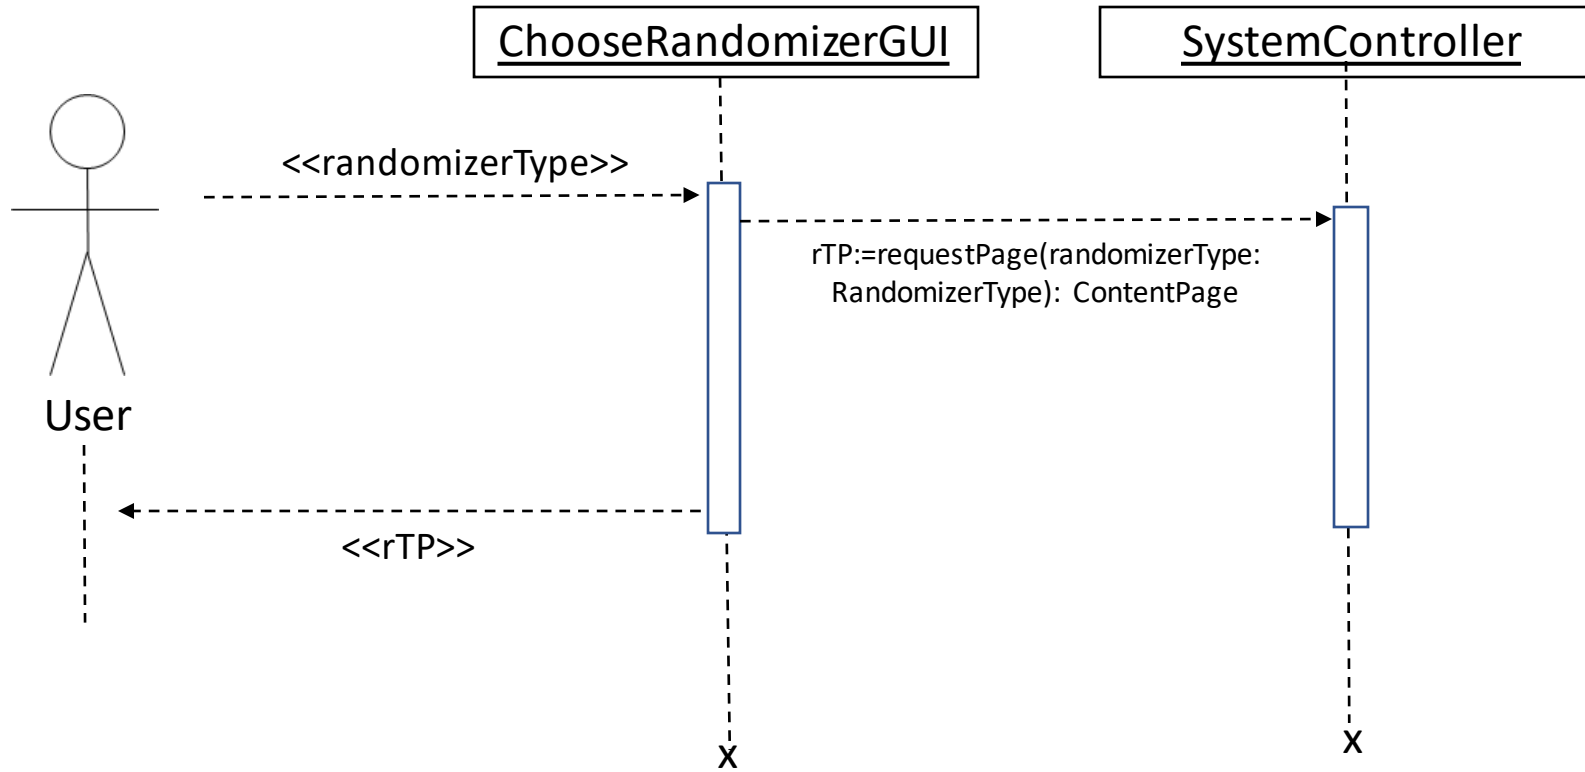 ChooseRandomizerGUI
SystemController
<<randomizerType>>
rTP:=requestPage(randomizerType:
RandomizerType): ContentPage
User
<<rTP>>
x
x